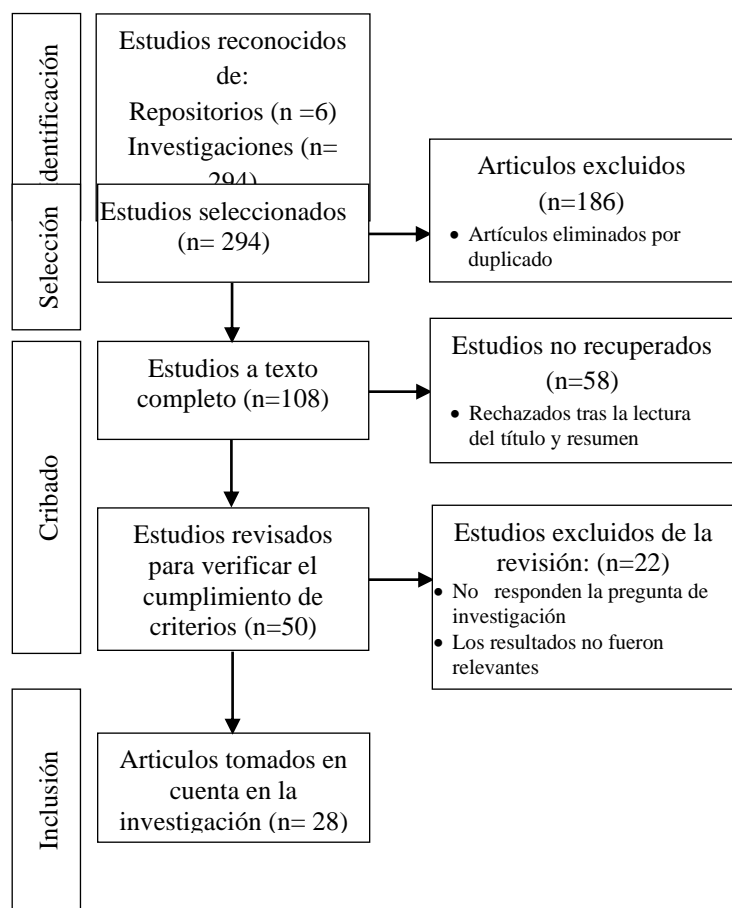 Identificación
Estudios reconocidos
de:
Repositorios (n =6)
Investigaciones (n=
294)
Selección
Estudios seleccionados
(n= 294)
Articulos excluidos
(n=186)
• Artículos eliminados por
duplicado
Cribado
Estudios a texto
completo (n=108)
Estudios no recuperados
(n=58)
• Rechazados tras la lectura
del título y resumen
Estudios revisados
para verificar el
cumplimiento de
criterios (n=50)
Estudios excluidos de la
revisión: (n=22)
• No responden la pregunta de
investigación
• Los resultados no fueron
relevantes
Inclusión
Articulos tomados en
cuenta en la
investigación (n= 28)